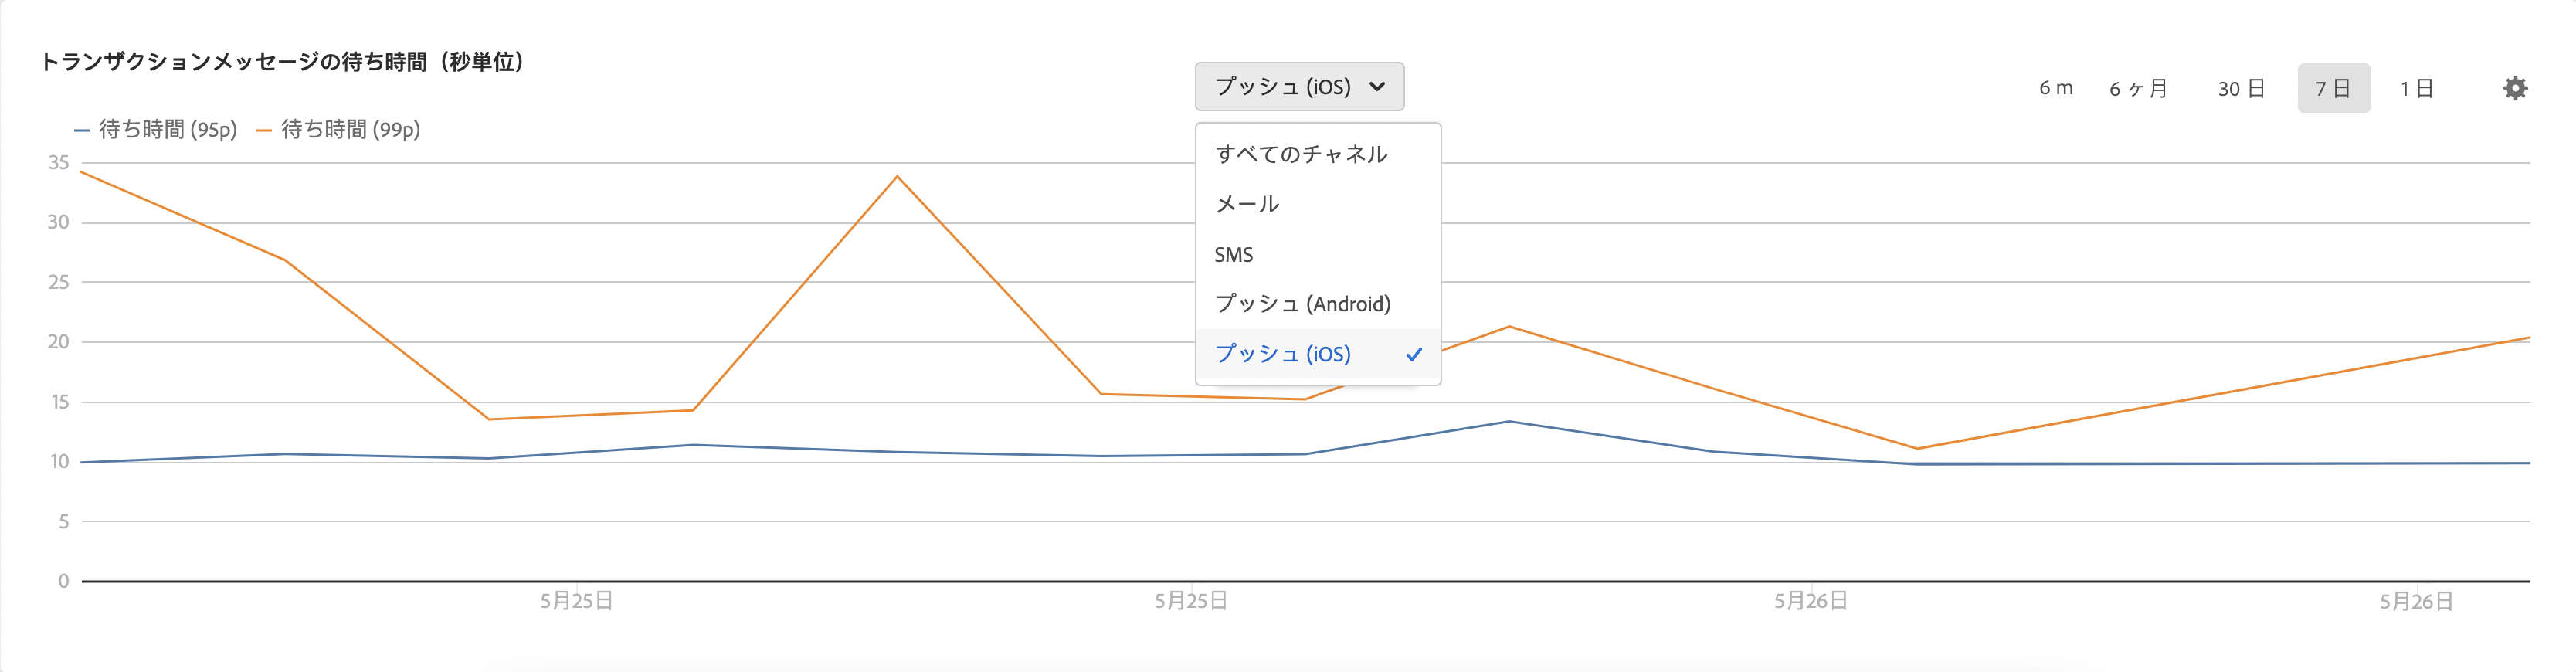 トランザクションメッセージの待ち時間（秒単位）
プッシュ (iOS)
6 m 6 ヶ月 30 日 7 日 1 日
待ち時間 (95p) 待ち時間 (99p)
すべてのチャネル
メール
SMS
プッシュ (Android)
プッシュ (iOS)
35
30
25
20
15
10
5
0
5月25日 5月25日 5月26日 5月26日